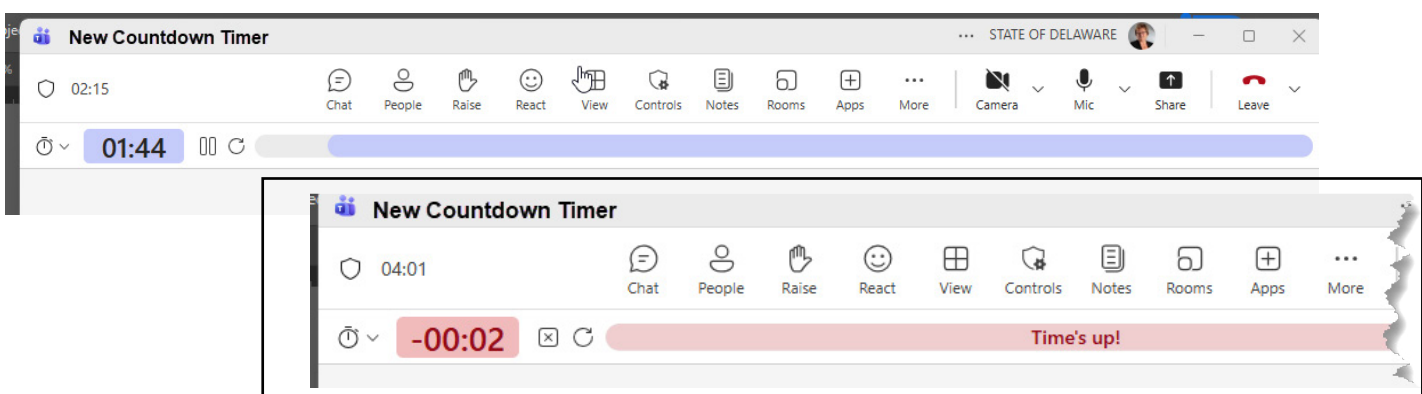 New Countdown Timer
... STATE OF DELAWARE
02:15
Chat People Raise React View Controls Notes Rooms Apps More Camera Mic Share Leave
01:44
New Countdown Timer
04:01
Chat People Raise React View Controls Notes Rooms Apps More
-00:02 Time's up!